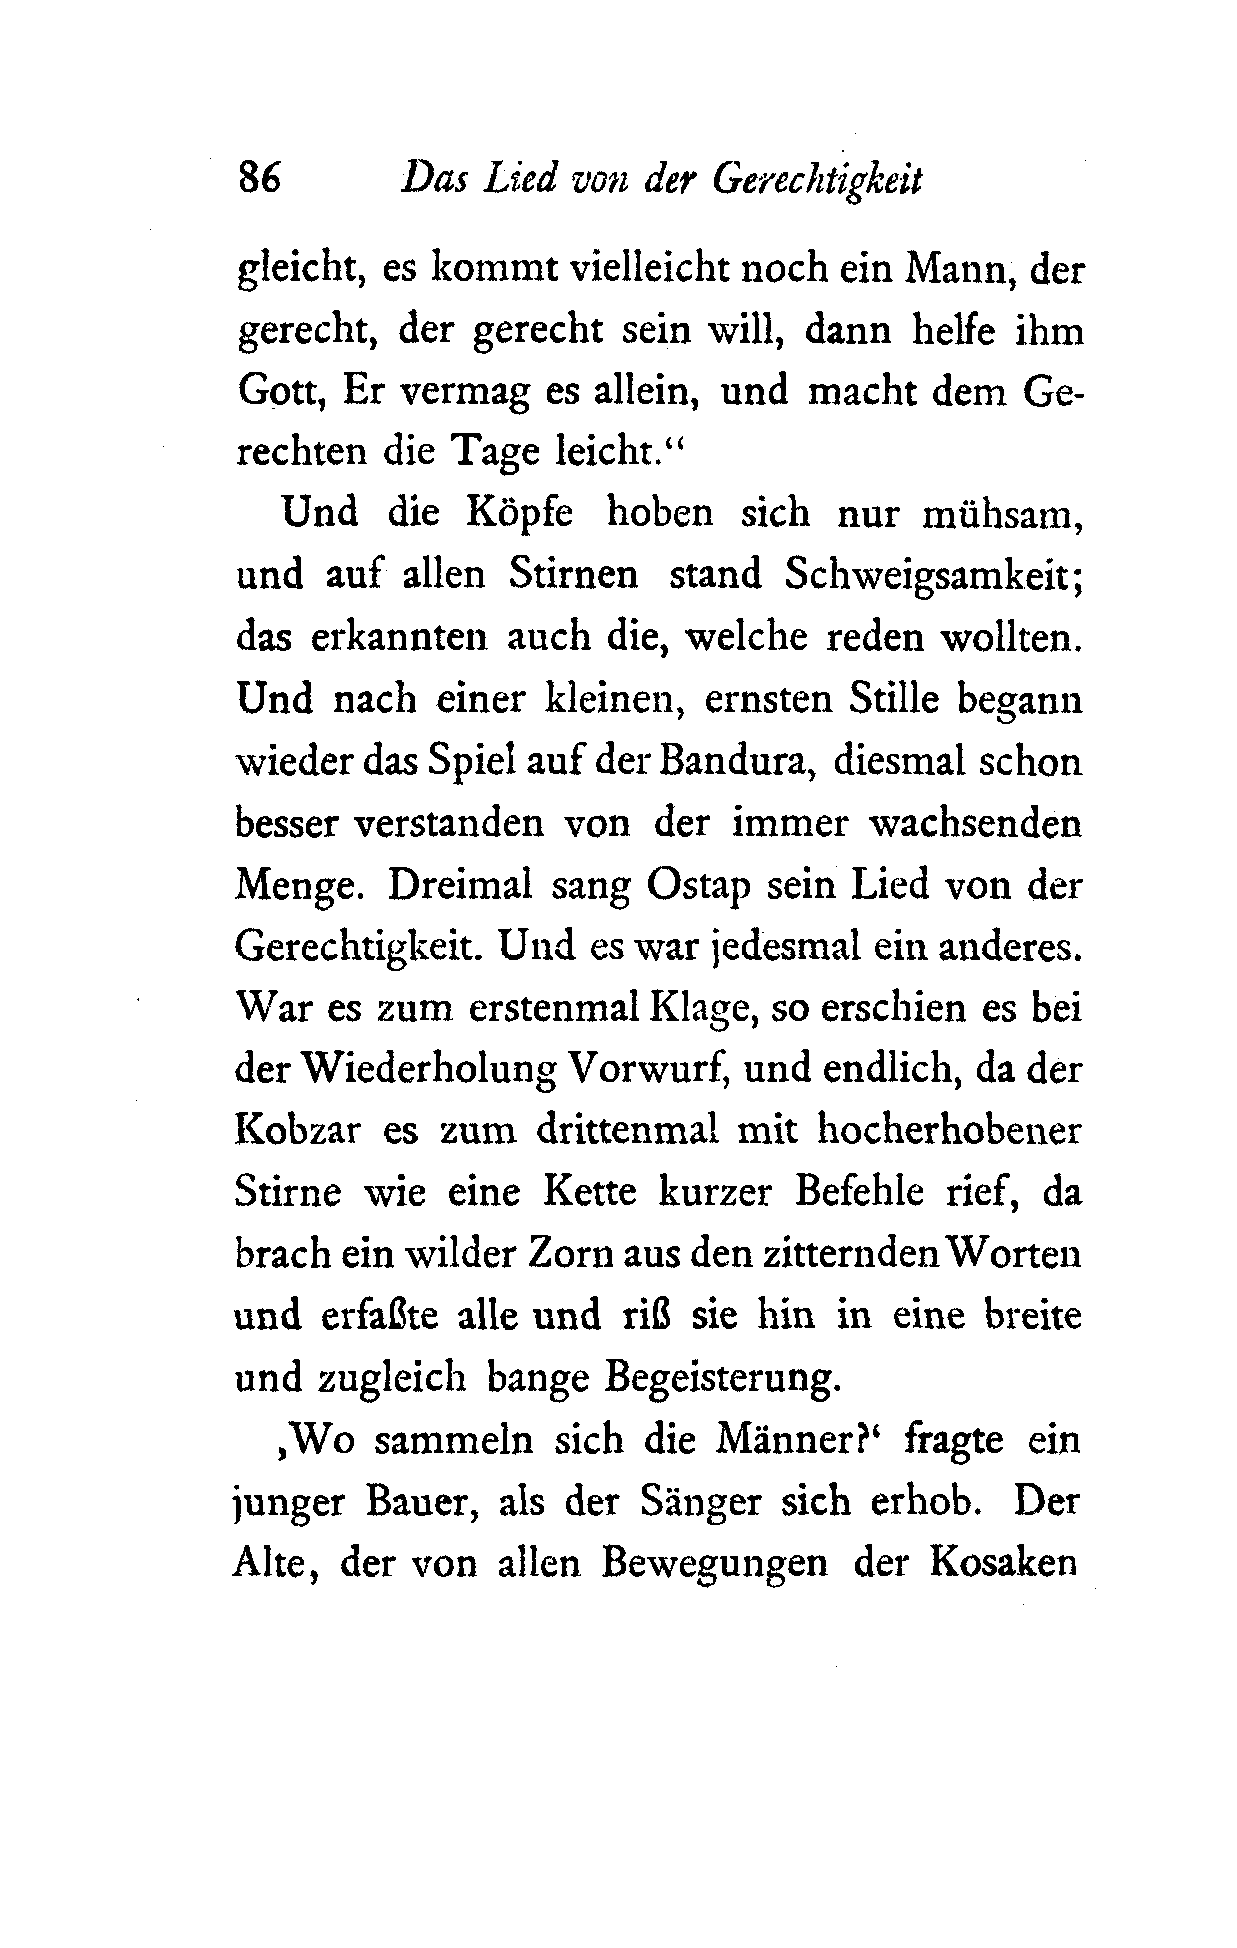 86 Das Lied von der Gerechtigkeit
gleicht, es kommt vielleicht noch ein Mann, der
gerecht, der gerecht sein will, dann helfe ihm
Gott, Er vermag es allein, und macht dem Ge-
rechten die Tage leicht.“
Und die Köpfe hoben sich nur mühsam,
und auf allen Stirnen stand Schweigsamkeit;
das erkannten auch die, welche reden wollten.
Und nach einer kleinen, ernsten Stille begann
wieder das Spiel auf der Bandura, diesmal schon
besser verstanden von der immer wachsenden
Menge. Dreimal sang Ostap sein Lied von der
Gerechtigkeit. Und es war jedesmal ein anderes.
War es zum erstenmal Klage, so erschien es bei
der Wiederholung Vorwurf, und endlich, da der
Kobzar es zum drittenmal mit hocherhobener
Stirne wie eine Kette kurzer Befehle rief, da
brach ein wilder Zorn aus den zitternden Worten
und erfaßte alle und riß sie hin in eine breite
und zugleich bange Begeisterung.
‚Wo sammeln sich die Männer?‘ fragte ein
junger Bauer, als der Sänger sich erhob. Der
Alte, der von allen Bewegungen der Kosaken